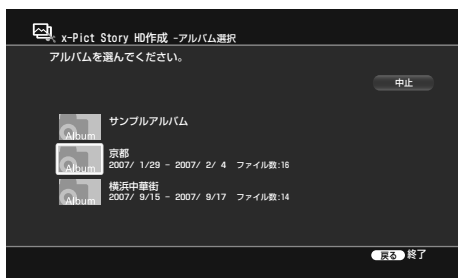 x-Pict Story HD作成 -アルバム選択
アルバムを選んでください。
中止
Album
サンプルアルバム
Album
京都
2007/ 1/29 - 2007/ 2/ 4 ファイル数:16
Album
横浜中華街
2007/ 9/15 - 2007/ 9/17 ファイル数:14
戻る 終了